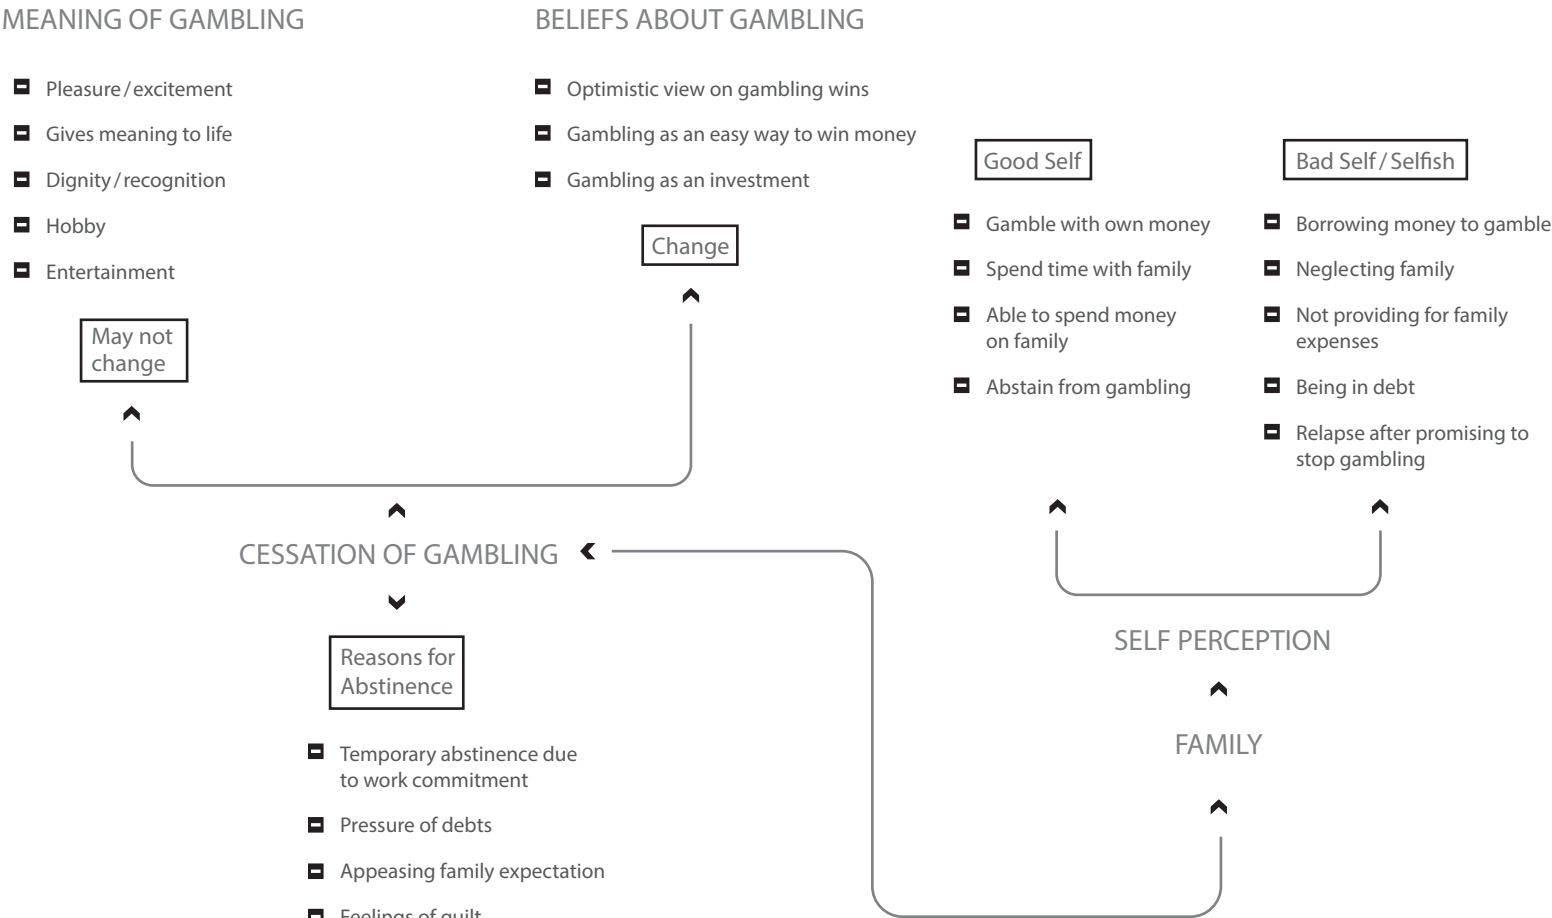 MEANING OF GAMBLING
Pleasure/excitement
Gives meaning to life
Dignity/recognition
Hobby
Entertainment
May not
change
BELIEFS ABOUT GAMBLING
Optimistic view on gambling wins
Gambling as an easy way to win money
Gambling as an investment
Change
Good Self
Gamble with own money
Spend time with family
Able to spend money
on family
Abstain from gambling
Bad Self/Selfish
Borrowing money to gamble
Neglecting family
Not providing for family
expenses
Being in debt
Relapse after promising to
stop gambling
CESSATION OF GAMBLING
Reasons for
Abstinence
Temporary abstinence due
to work commitment
Pressure of debts
Appeasing family expectation
Feelings of guilt
SELF PERCEPTION
FAMILY